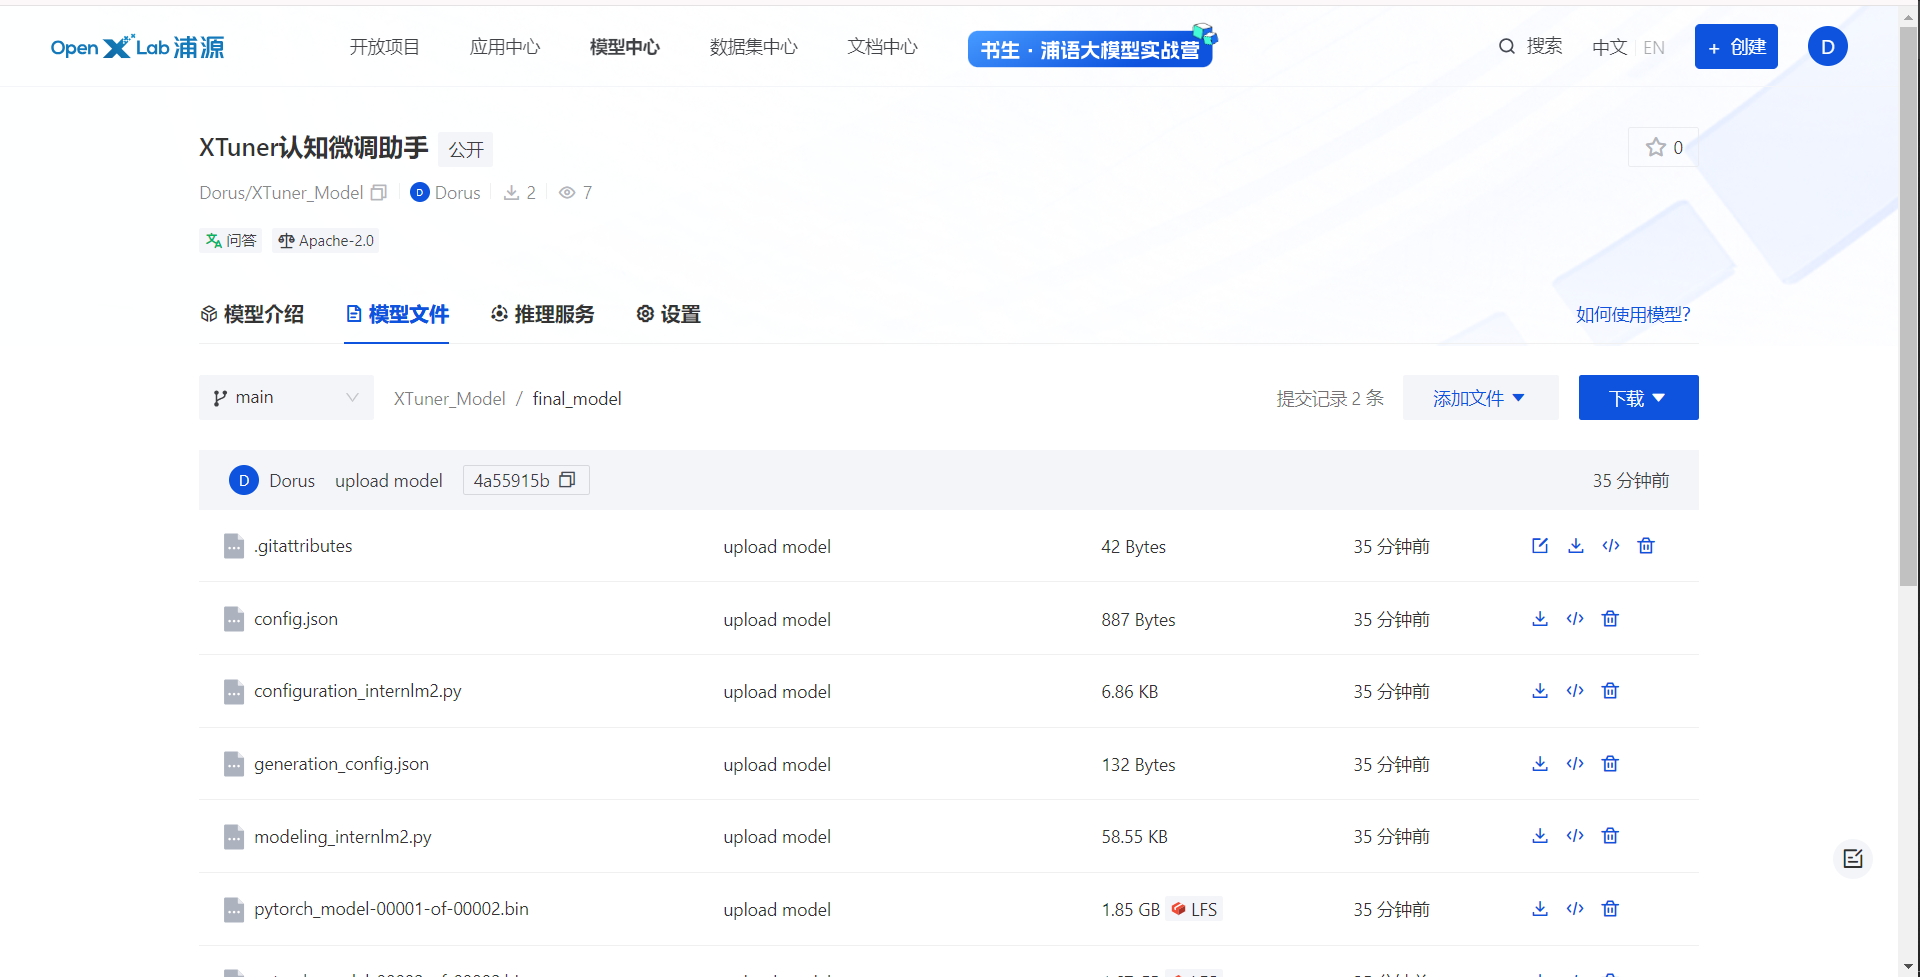 OpenXLab浦源 开放项目 应用中心 模型中心 数据集中心 文档中心 书生·浦语大模型实战营 搜索 中文 EN + 创建 D
XTuner认知微调助手 公开 0
Dorus/XTuner_Model D Dorus 2 7
问答 Apache-2.0
模型介绍 模型文件 推理服务 设置 如何使用模型?
main XTuner_Model / final_model 提交记录 2 条 添加文件 下载
D Dorus upload model 4a55915b 35 分钟前
.gitattributes upload model 42 Bytes 35 分钟前
config.json upload model 887 Bytes 35 分钟前
configuration_internlm2.py upload model 6.86 KB 35 分钟前
generation_config.json upload model 132 Bytes 35 分钟前
modeling_internlm2.py upload model 58.55 KB 35 分钟前
pytorch_model-00001-of-00002.bin upload model 1.85 GB LFS 35 分钟前